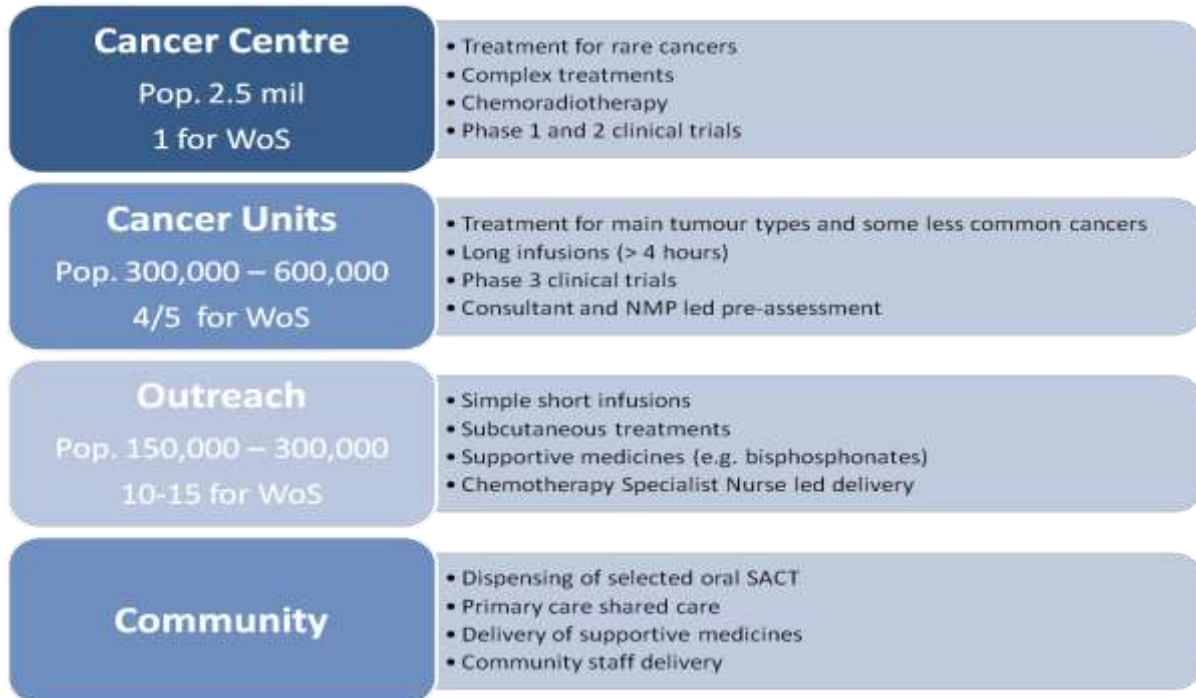 Cancer Centre
Pop. 2.5 mil
1 for WoS
• Treatment for rare cancers
• Complex treatments
• Chemoradiotherapy
• Phase 1 and 2 clinical trials
Cancer Units
Pop. 300,000 – 600,000
4/5 for WoS
• Treatment for main tumour types and some less common cancers
• Long infusions (> 4 hours)
• Phase 3 clinical trials
• Consultant and NMP led pre-assessment
Outreach
Pop. 150,000 – 300,000
10-15 for WoS
• Simple short infusions
• Subcutaneous treatments
• Supportive medicines (e.g. bisphosphonates)
• Chemotherapy Specialist Nurse led delivery
Community
• Dispensing of selected oral SACT
• Primary care shared care
• Delivery of supportive medicines
• Community staff delivery